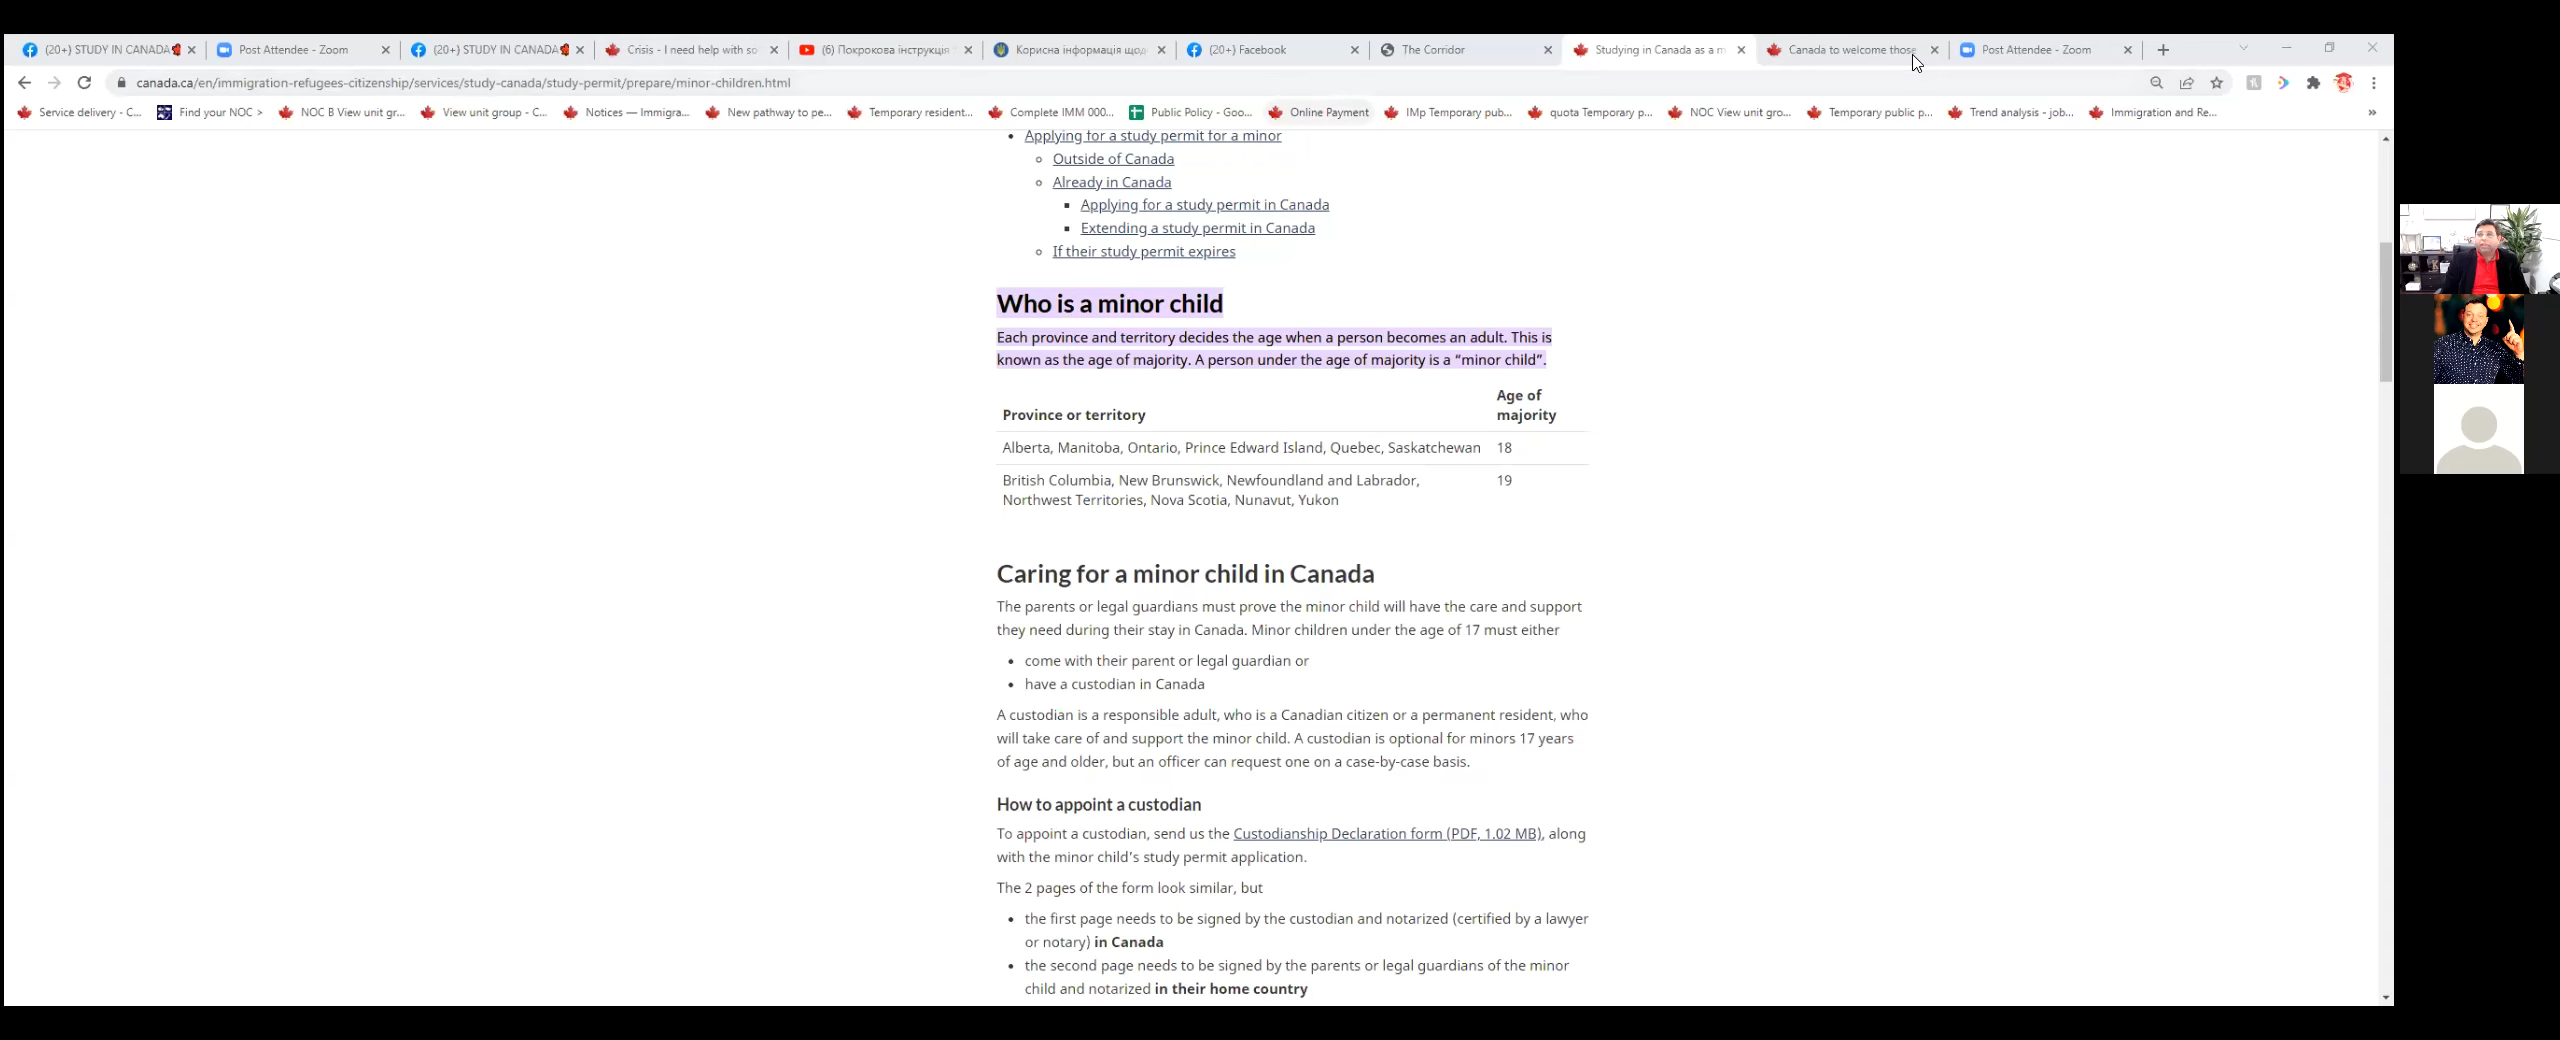 (20+) STUDY IN CANADA
Post Attendee - Zoom
(20+) STUDY IN CANADA
Crisis - I need help with so
(6) Покрокова інструкція
Корисна інформація щод
(20+) Facebook
The Corridor
Studying in Canada as a m
Canada to welcome those
Post Attendee - Zoom
canada.ca/en/immigration-refugees-citizenship/services/study-canada/study-permit/prepare/minor-children.html
Service delivery - C...
Find your NOC >
NOC B View unit gr...
View unit group - C...
Notices — Immigra...
New pathway to pe...
Temporary resident...
Complete IMM 000...
Public Policy - Goo...
Online Payment
IMp Temporary pub...
quota Temporary p...
NOC View unit gro...
Temporary public p...
Trend analysis - job...
Immigration and Re...
»
Applying for a study permit for a minor
Outside of Canada
Already in Canada
Applying for a study permit in Canada
Extending a study permit in Canada
If their study permit expires
Who is a minor child
Each province and territory decides the age when a person becomes an adult. This is
known as the age of majority. A person under the age of majority is a “minor child”.
Province or territory
Age of
majority
Alberta, Manitoba, Ontario, Prince Edward Island, Quebec, Saskatchewan 18
British Columbia, New Brunswick, Newfoundland and Labrador, 19
Northwest Territories, Nova Scotia, Nunavut, Yukon
Caring for a minor child in Canada
The parents or legal guardians must prove the minor child will have the care and support
they need during their stay in Canada. Minor children under the age of 17 must either
come with their parent or legal guardian or
have a custodian in Canada
A custodian is a responsible adult, who is a Canadian citizen or a permanent resident, who
will take care of and support the minor child. A custodian is optional for minors 17 years
of age and older, but an officer can request one on a case-by-case basis.
How to appoint a custodian
To appoint a custodian, send us the Custodianship Declaration form (PDF, 1.02 MB), along
with the minor child’s study permit application.
The 2 pages of the form look similar, but
the first page needs to be signed by the custodian and notarized (certified by a lawyer
or notary) in Canada
the second page needs to be signed by the parents or legal guardians of the minor
child and notarized in their home country